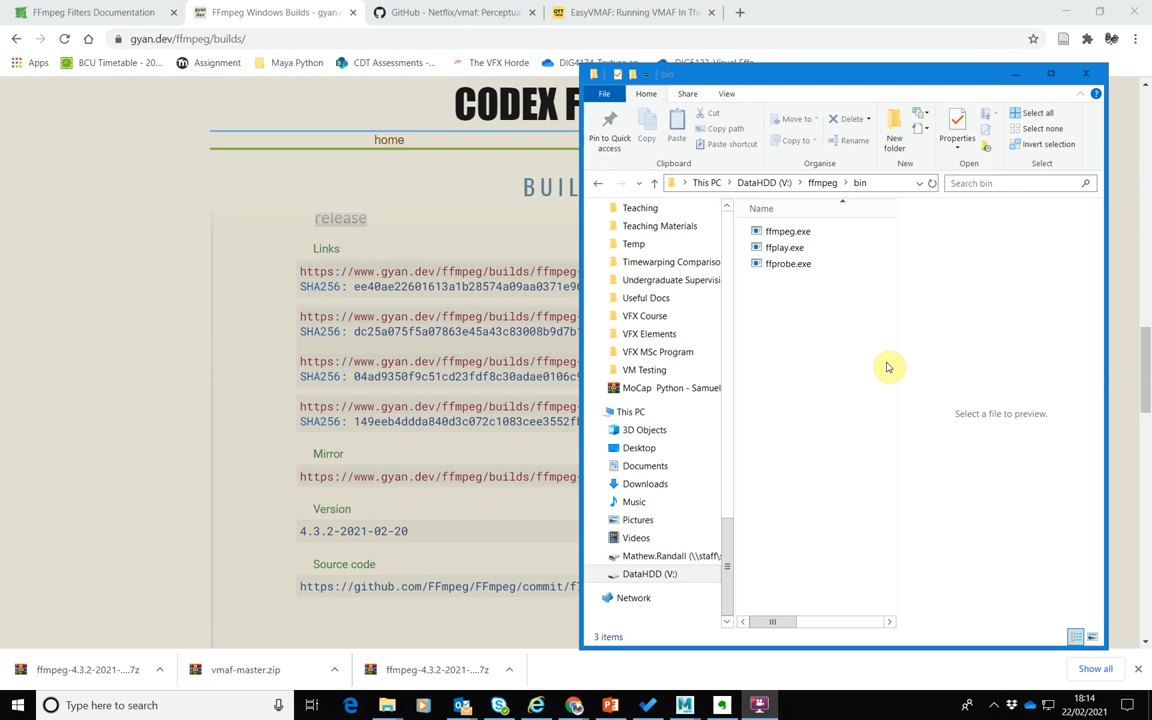 FFmpeg Filters Documentation
FFmpeg Windows Builds - gyan.d
GitHub - Netflix/vmaf: Perceptual
EasyVMAF: Running VMAF In The
gyan.dev/ffmpeg/builds/
Apps
BCU Timetable - 20...
Assignment
Maya Python
CDT Assessments -...
The VFX Horde
CODEX F
home
BUIL
release
Links
https://www.gyan.dev/ffmpeg/builds/ffmpeg-
SHA256: ee40ae22601613a1b28574a09aa0371e96
https://www.gyan.dev/ffmpeg/builds/ffmpeg-
SHA256: dc25a075f5a07863e45a43c83008b9d7b
https://www.gyan.dev/ffmpeg/builds/ffmpeg-
SHA256: 04ad9350f9c51cd23fdf8c30adae0106c
https://www.gyan.dev/ffmpeg/builds/ffmpeg-
SHA256: 149eeb4ddda840d3c072c1083cee3552f
Mirror
https://www.gyan.dev/ffmpeg/builds/ffmpeg-
Version
4.3.2-2021-02-20
Source code
https://github.com/FFmpeg/FFmpeg/commit/f
bin
File
Home
Share
View
Pin to Quick
access
Copy
Paste
Cut
Copy path
Paste shortcut
Move to
Copy to
Delete
Rename
New
folder
Properties
Select all
Select none
Invert selection
Clipboard
Organise
New
Open
Select
This PC
DataHDD (V:)
ffmpeg
bin
Search bin
Teaching
Teaching Materials
Temp
Timewarping Compariso
Undergraduate Supervisi
Useful Docs
VFX Course
VFX Elements
VFX MSc Program
VM Testing
MoCap Python - Samuel
This PC
3D Objects
Desktop
Documents
Downloads
Music
Pictures
Videos
Mathew.Randall (\\staff\
DataHDD (V:)
Network
Name
ffmpeg.exe
ffplay.exe
ffprobe.exe
Select a file to preview.
3 items
ffmpeg-4.3.2-2021-....7z
vmaf-master.zip
ffmpeg-4.3.2-2021-....7z
Show all
Type here to search
18:14
22/02/2021